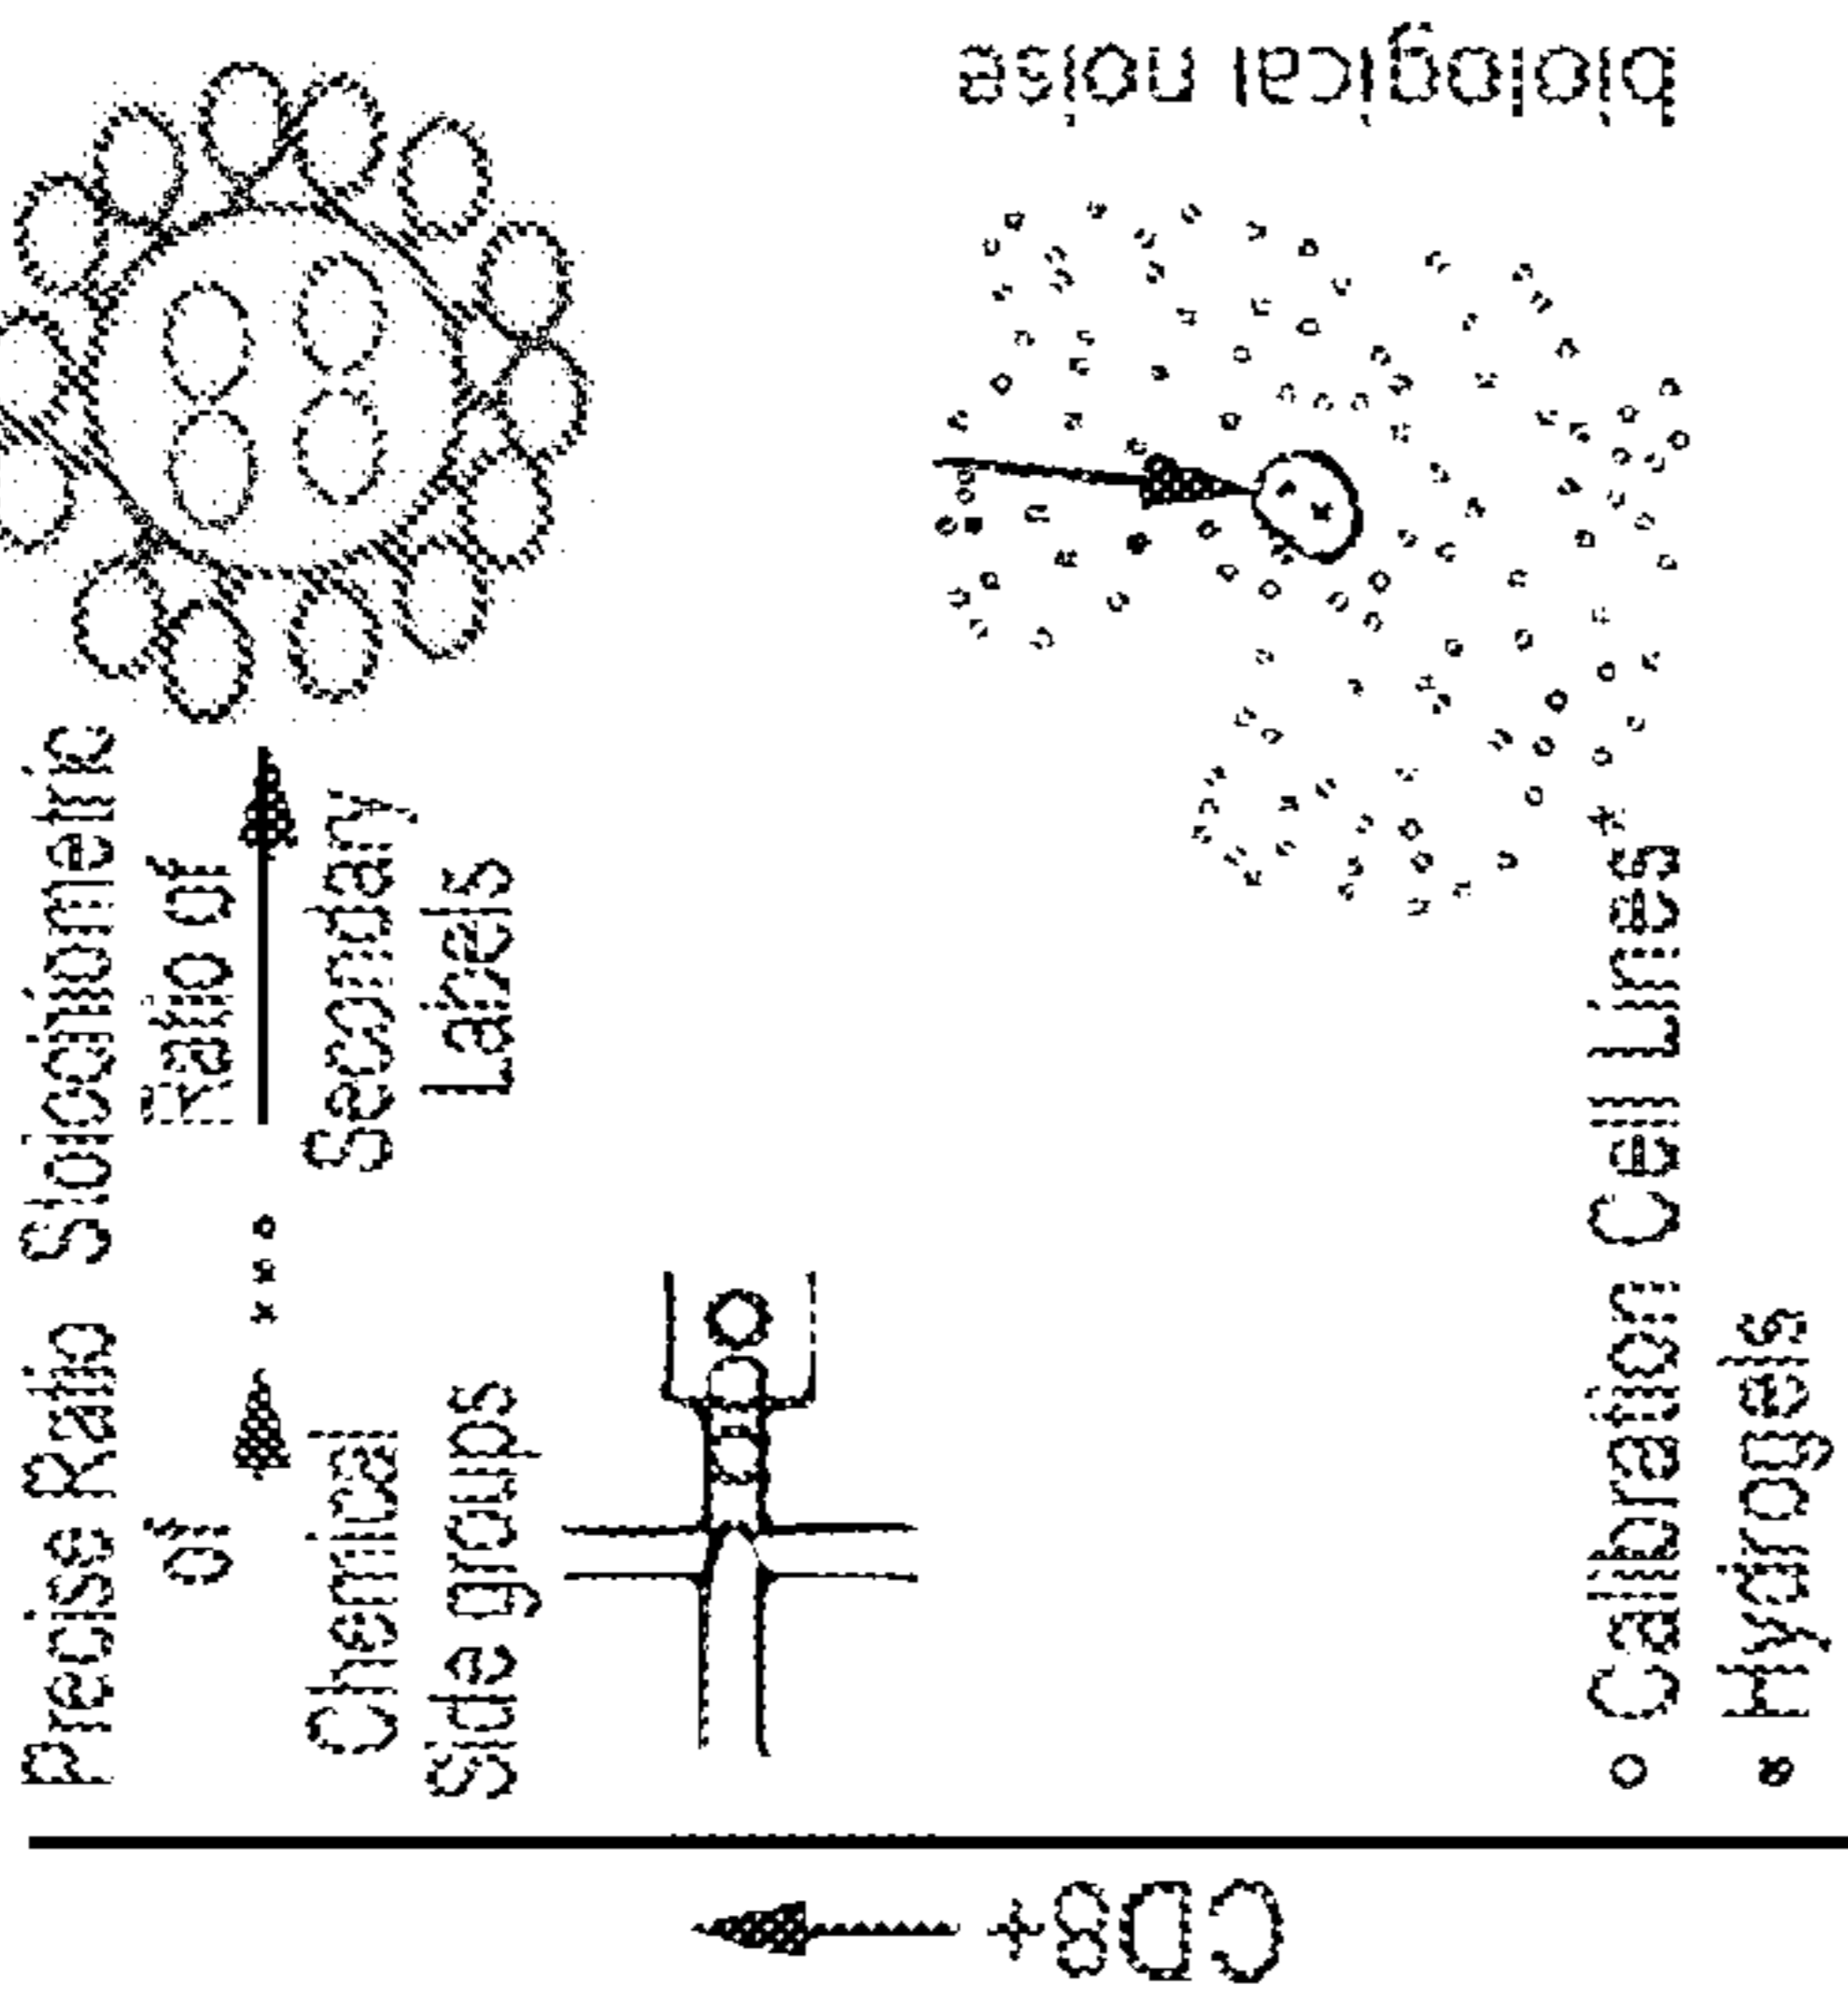 Precise Ratio
of
Chemical
Side groups
Stoichiometric
Ratio of
Secondary
Labels
biological noise
Calibration Cell Lines*
Hydrogels
CD8+